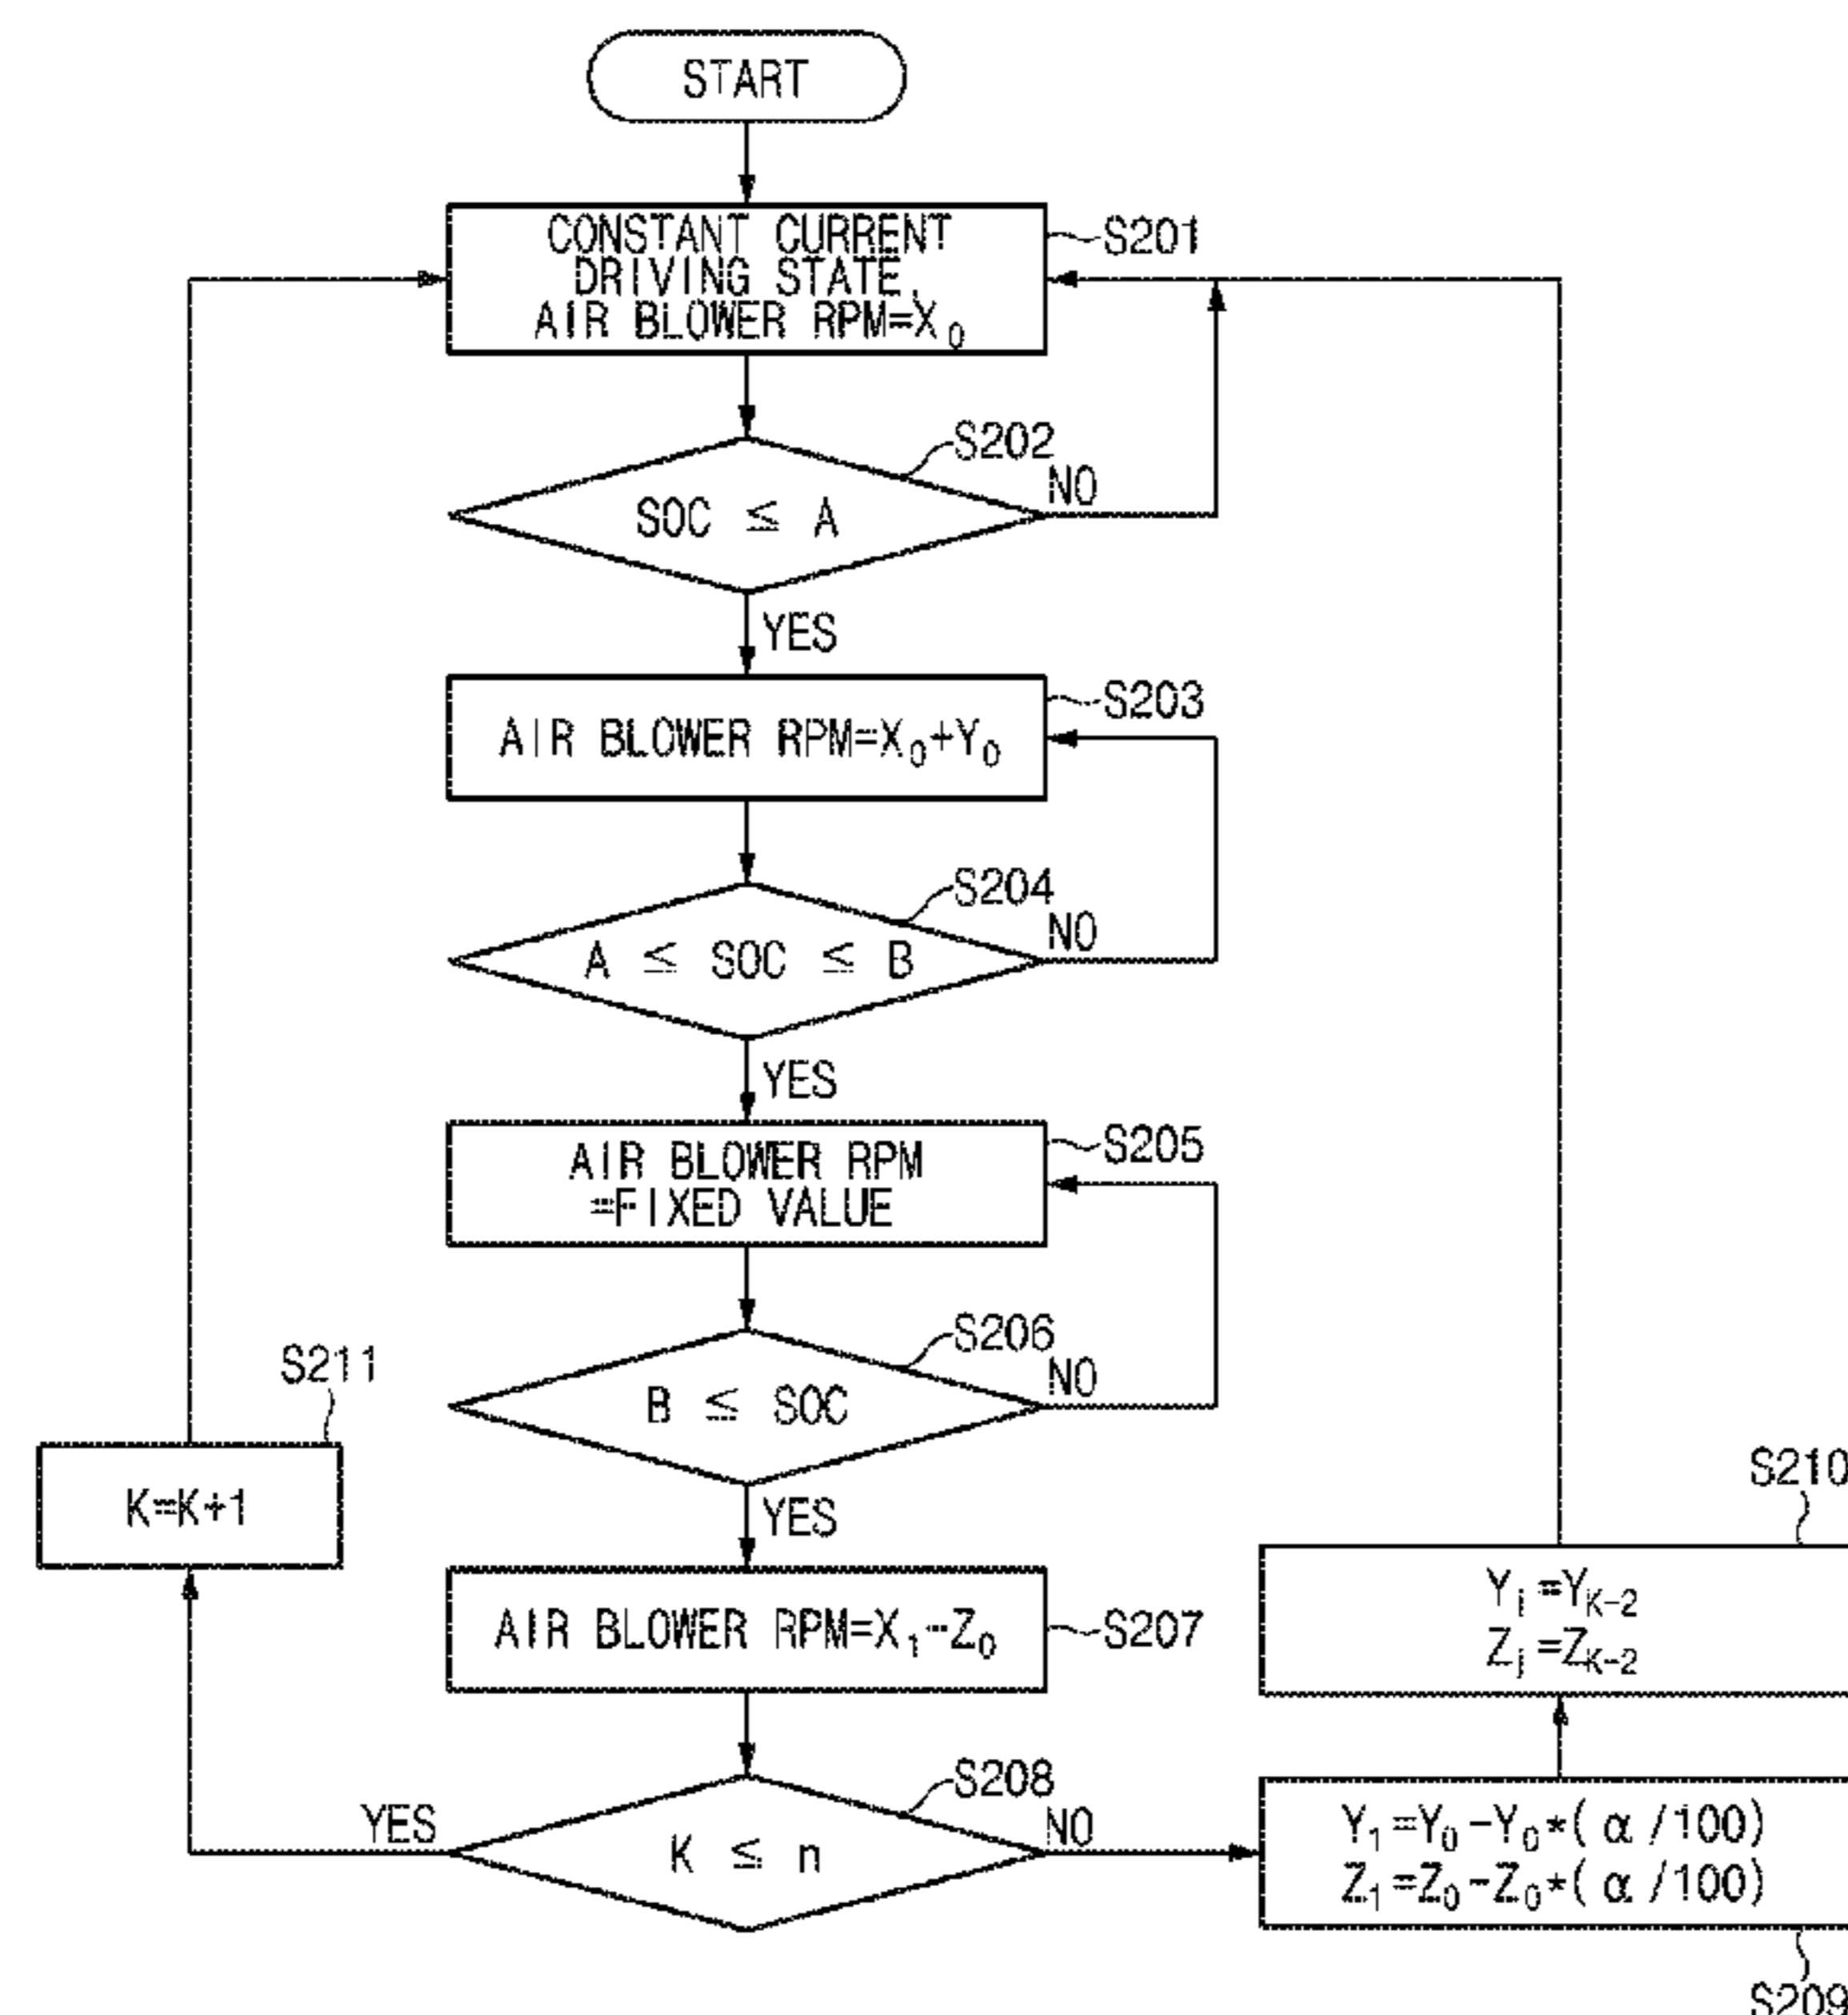 START
CONSTANT CURRENT
DRIVING STATE,
AIR BLOWER RPM=X₀
S201
S202
SOC ≤ A
NO
YES
AIR BLOWER RPM=X₀+Y₀
S203
S204
A ≤ SOC ≤ B
NO
YES
AIR BLOWER RPM
=FIXED VALUE
S205
S206
B ≤ SOC
NO
YES
S211
K=K+1
AIR BLOWER RPM=X₁-Z₀
S207
S208
K ≤ n
YES
NO
S210
Yⱼ=Y_K-2
Zⱼ=Z_K-2
Y₁=Y₀-Y₀*(α/100)
Z₁=Z₀-Z₀*(α/100)
S209